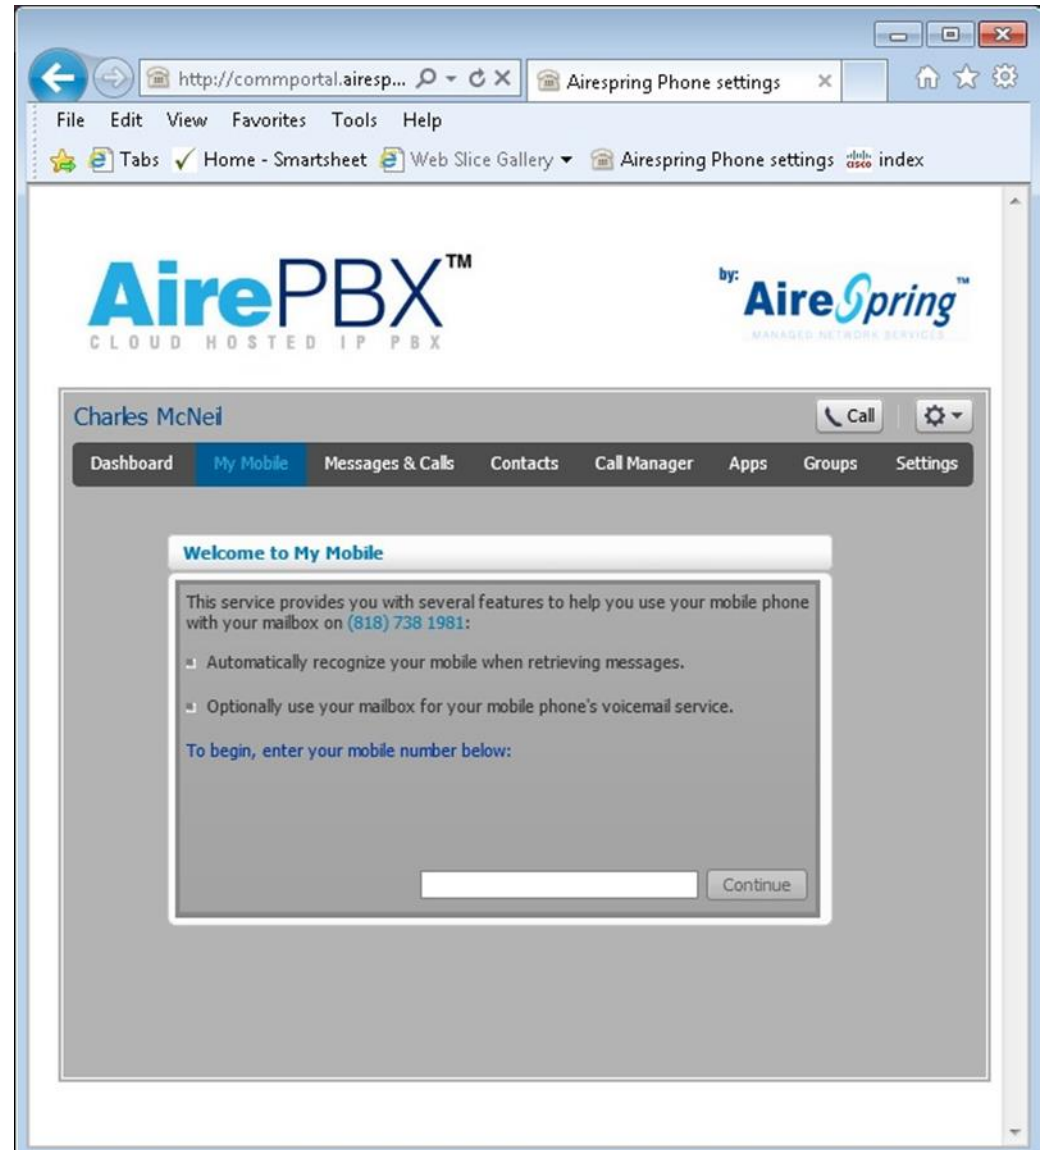 http://commportal.airesp...
Airespring Phone settings
File Edit View Favorites Tools Help
Tabs Home - Smartsheet Web Slice Gallery Airespring Phone settings cisco index
AirePBX™
CLOUD HOSTED IP PBX
by:
AireSpring™
MANAGED NETWORK SERVICES
Charles McNeil
Call
Dashboard My Mobile Messages & Calls Contacts Call Manager Apps Groups Settings
Welcome to My Mobile
This service provides you with several features to help you use your mobile phone
with your mailbox on (818) 738 1981:
Automatically recognize your mobile when retrieving messages.
Optionally use your mailbox for your mobile phone's voicemail service.
To begin, enter your mobile number below:
Continue